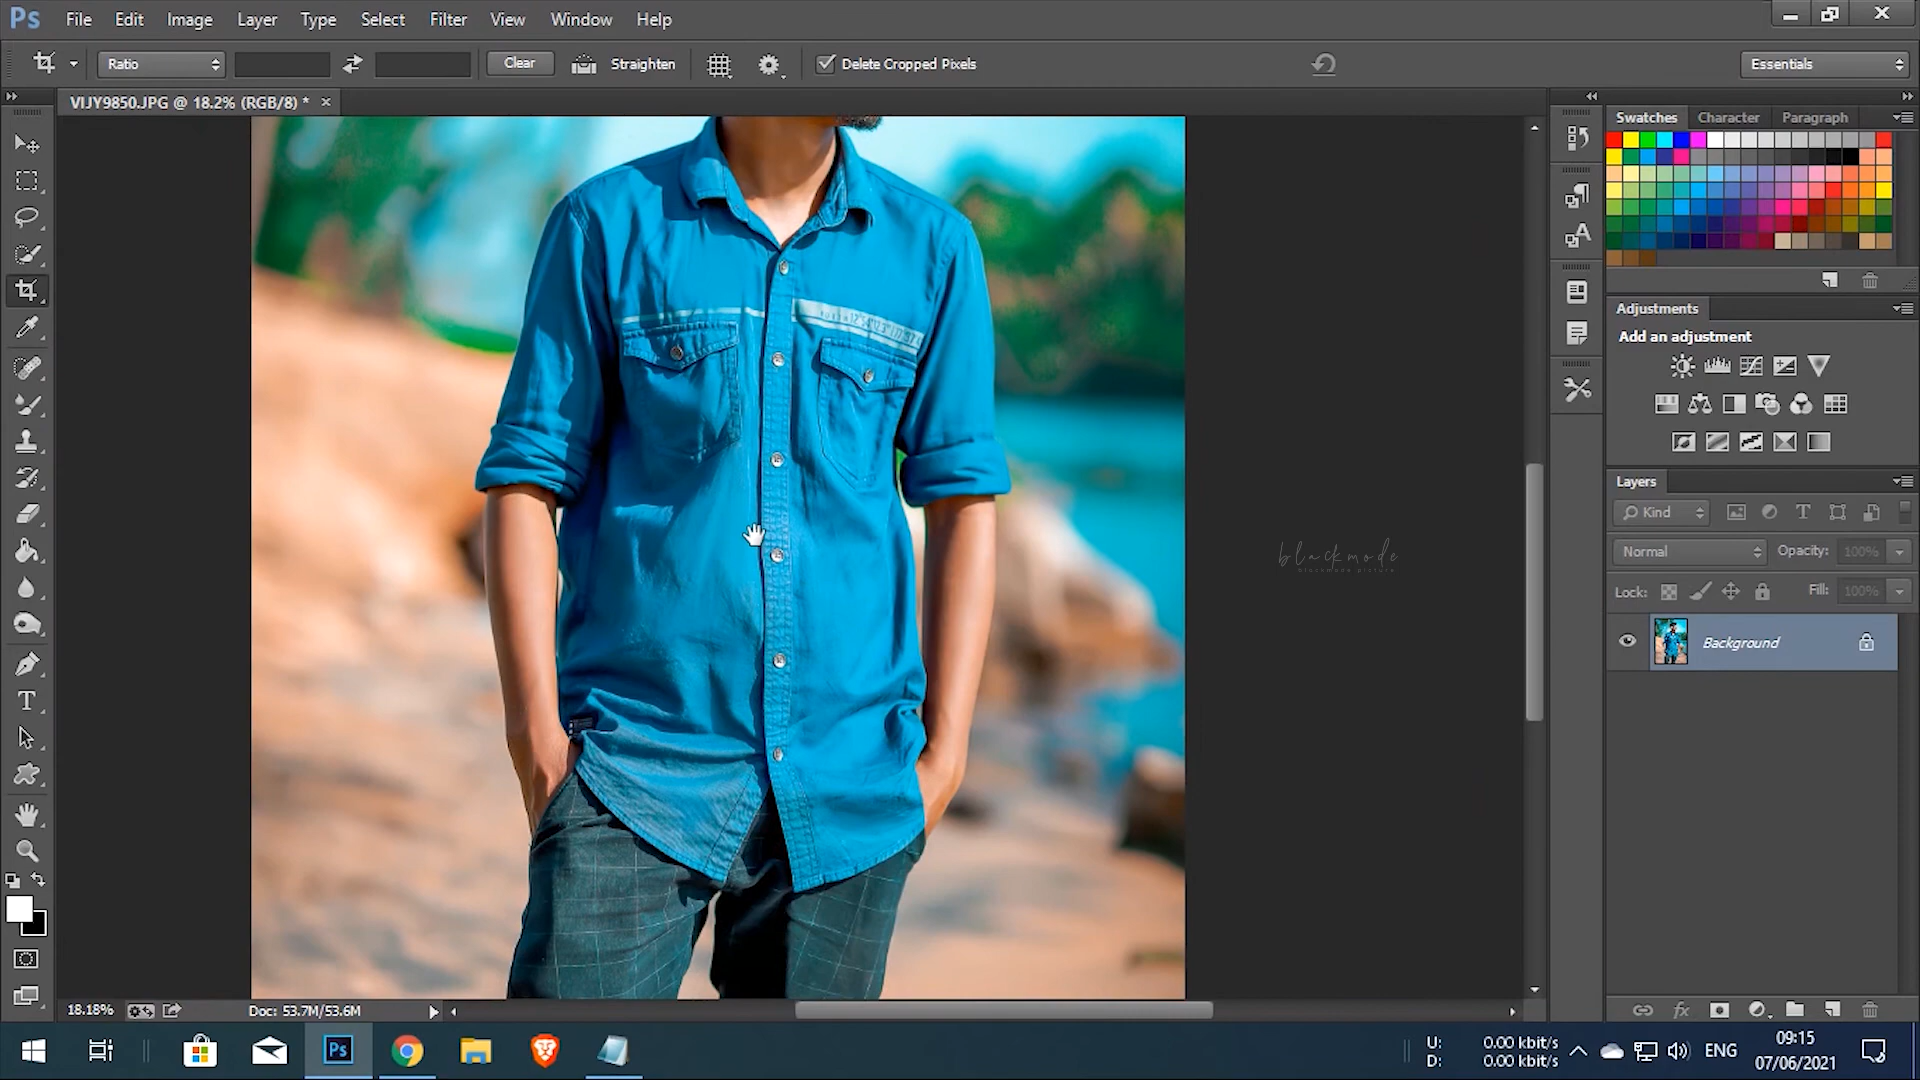 Ps File Edit Image Layer Type Select Filter View Window Help
Ratio Clear Straighten Delete Cropped Pixels Essentials
VIJY9850.JPG @ 18.2% (RGB/8) * ×
Swatches Character Paragraph
Adjustments
Add an adjustment
Layers
Kind
Normal Opacity: 100%
Lock: Fill: 100%
Background
blackmode
blackmode picture
18.18% Doc: 53.7M/53.6M
Ps
U: 0.00 kbit/s
D: 0.00 kbit/s
ENG
09:15
07/06/2021